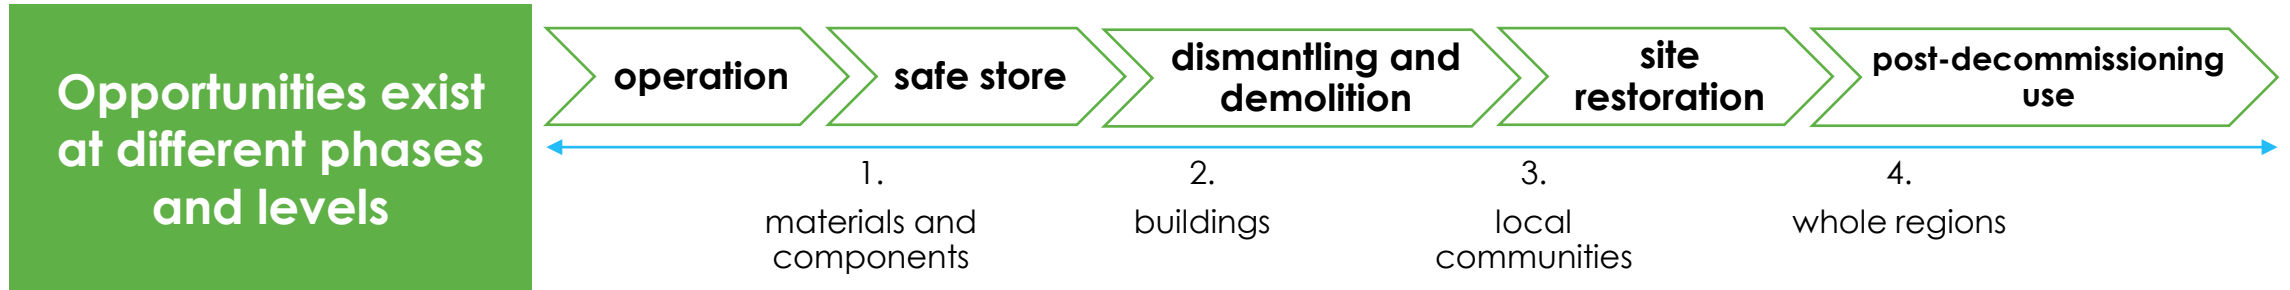 Opportunities exist
at different phases
and levels
operation
safe store
dismantling and
demolition
site
restoration
post-decommissioning
use
1.
materials and
components
2.
buildings
3.
local
communities
4.
whole regions